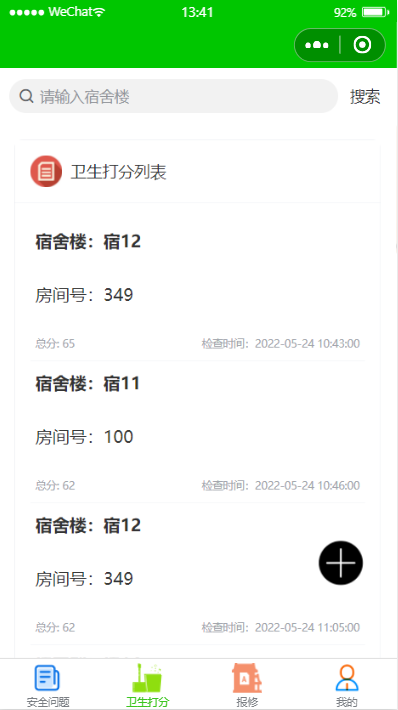 WeChat 13:41 92%
请输入宿舍楼 搜索
卫生打分列表
宿舍楼：宿12
房间号：349
总分: 65 检查时间：2022-05-24 10:43:00
宿舍楼：宿11
房间号：100
总分: 62 检查时间：2022-05-24 10:46:00
宿舍楼：宿12
房间号：349
总分: 62 检查时间：2022-05-24 11:05:00
安全问题 卫生打分 报修 我的